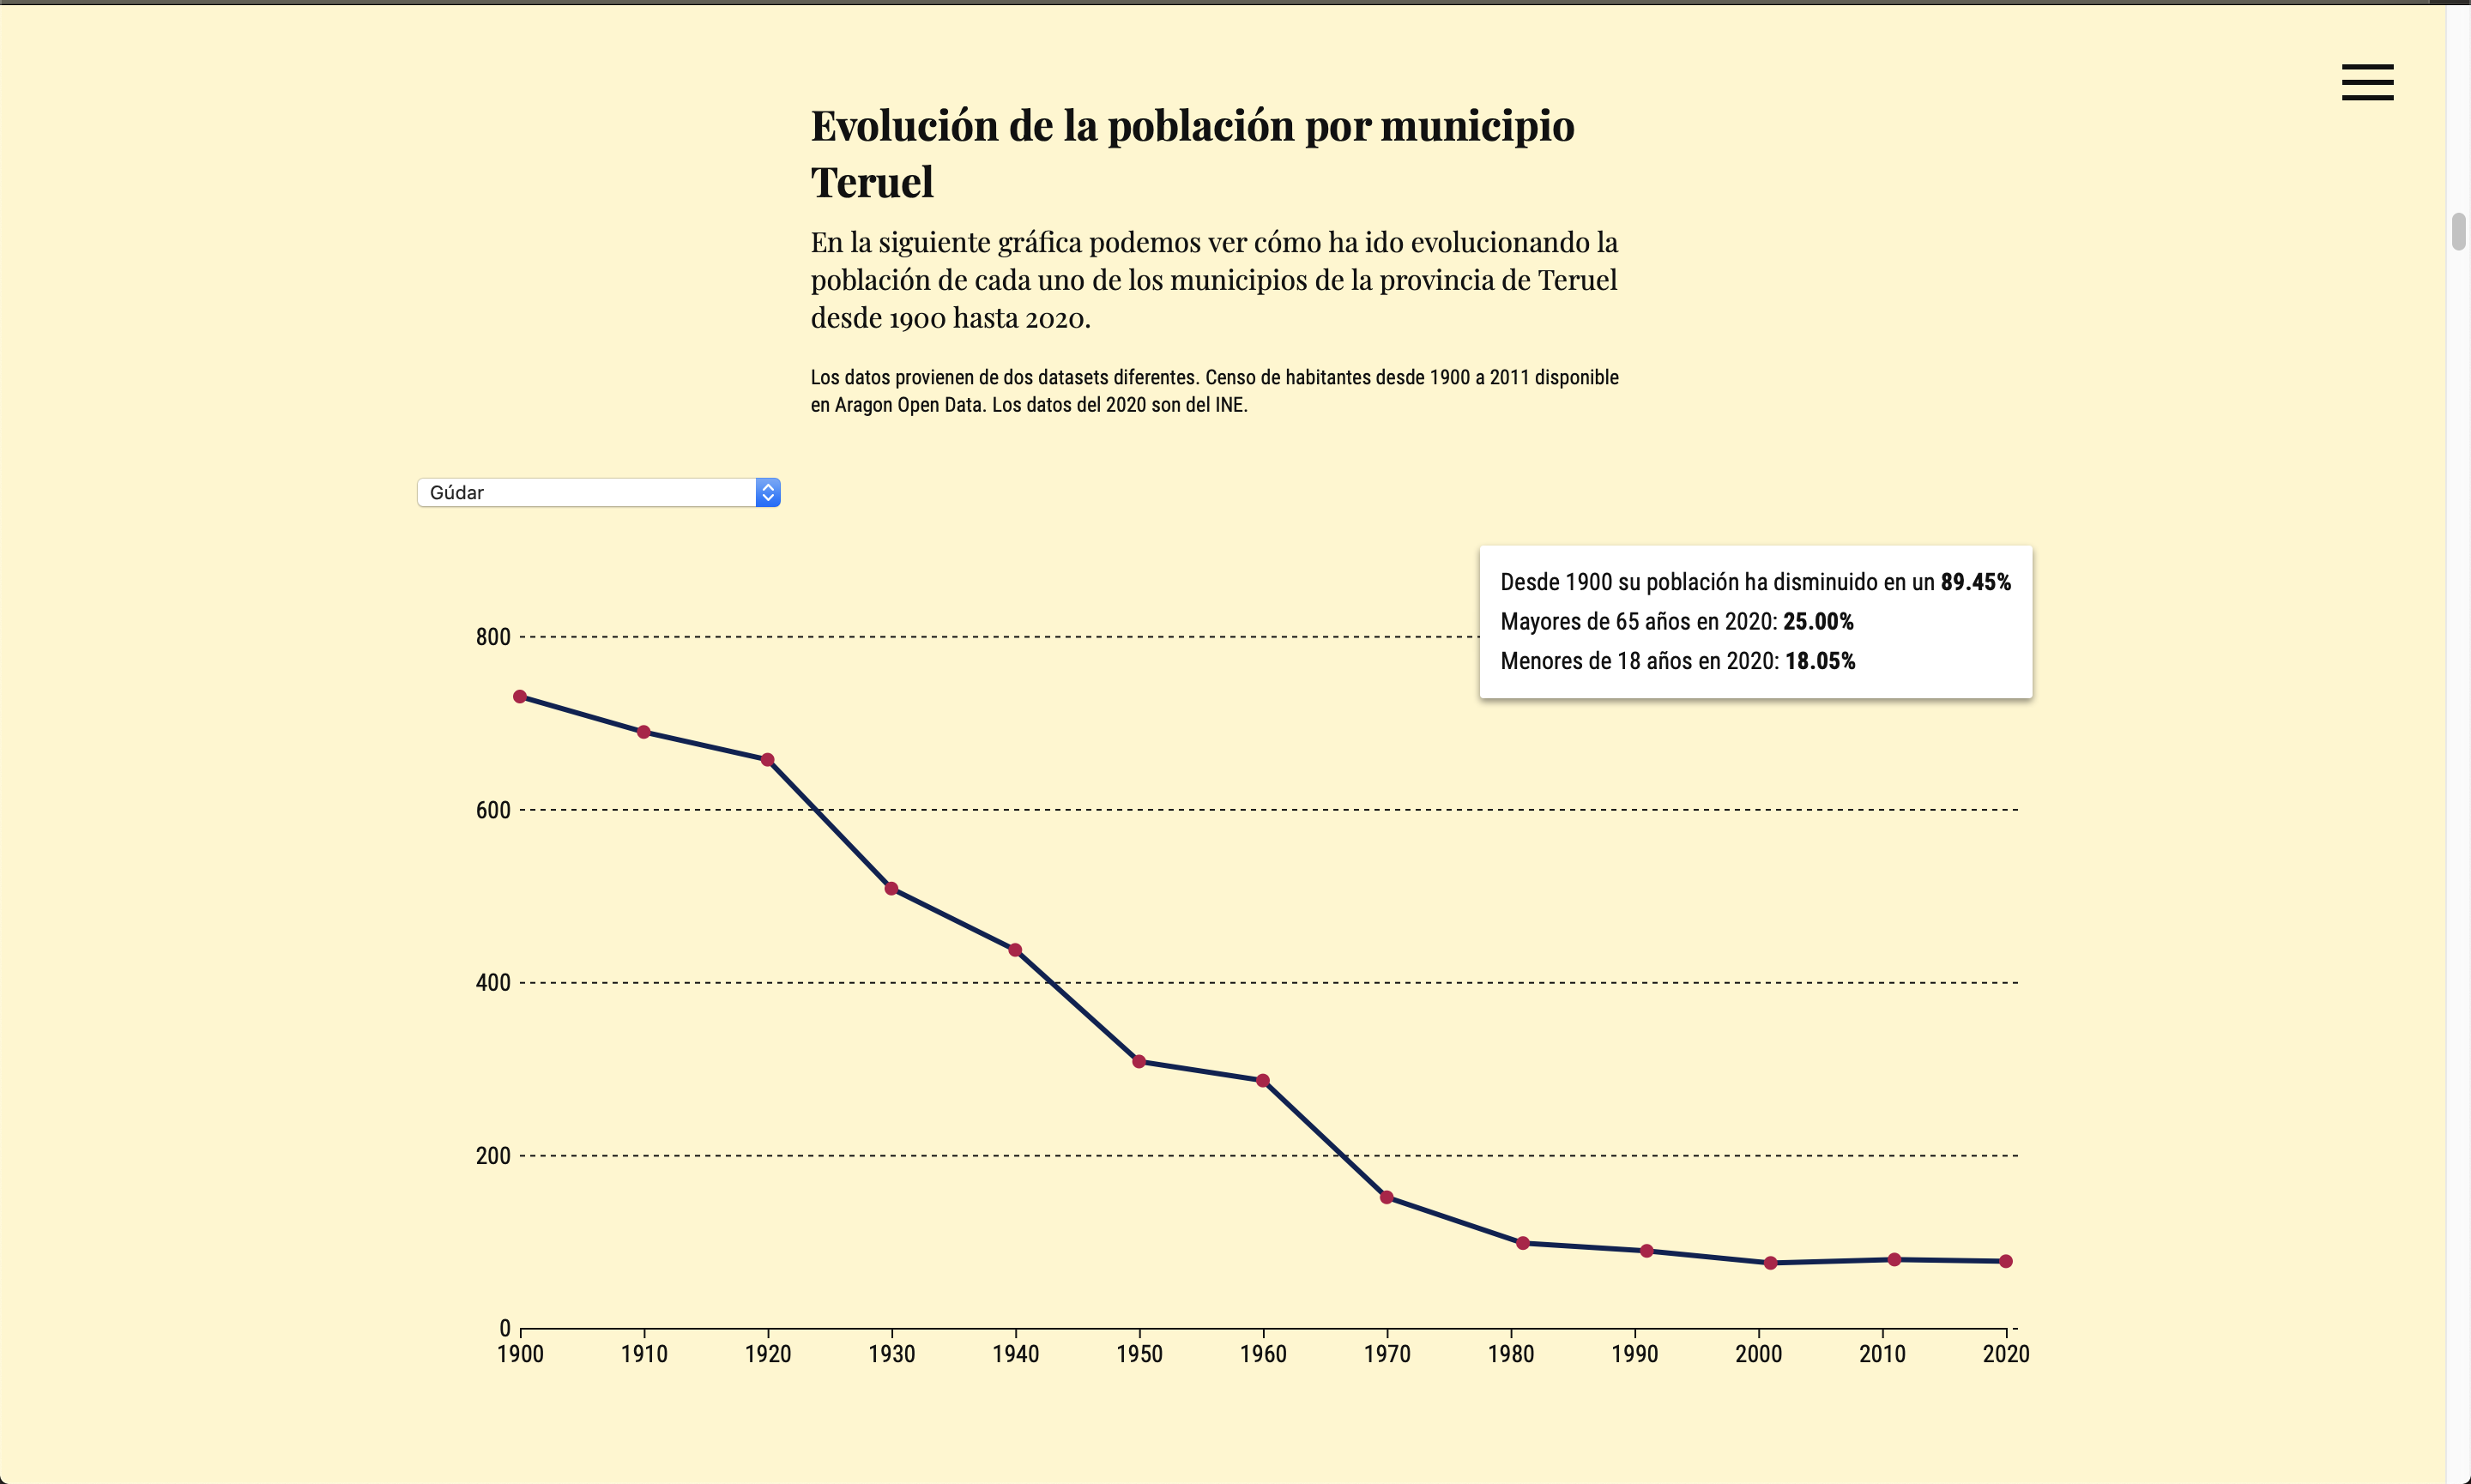 Evolución de la población por municipio
Teruel
En la siguiente gráfica podemos ver cómo ha ido evolucionando la
población de cada uno de los municipios de la provincia de Teruel
desde 1900 hasta 2020.
Los datos provienen de dos datasets diferentes. Censo de habitantes desde 1900 a 2011 disponible
en Aragon Open Data. Los datos del 2020 son del INE.
Gúdar
Desde 1900 su población ha disminuido en un 89.45%
Mayores de 65 años en 2020: 25.00%
Menores de 18 años en 2020: 18.05%
800
600
400
200
0
1900 1910 1920 1930 1940 1950 1960 1970 1980 1990 2000 2010 2020